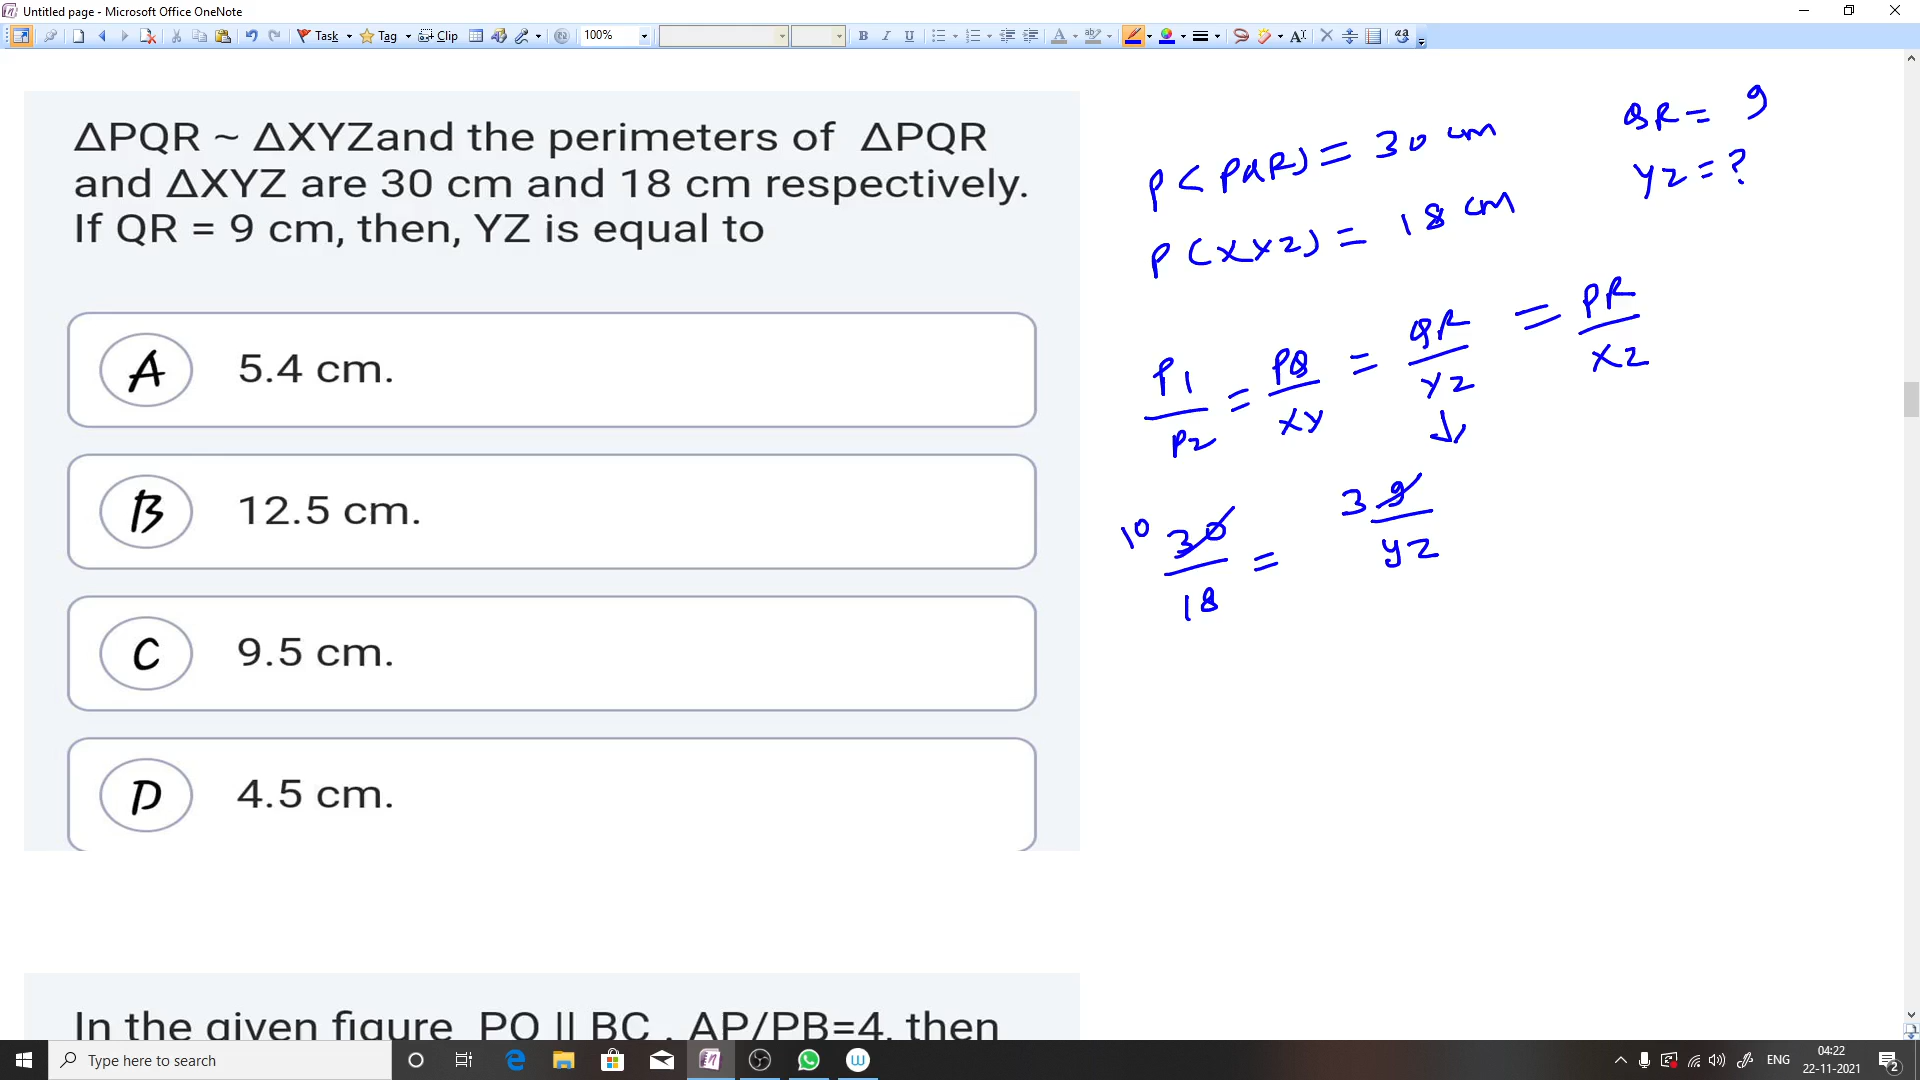 Untitled page - Microsoft Office OneNote
Task Tag Clip 100% B I U
ΔPQR ~ ΔXYZand the perimeters of ΔPQR
and ΔXYZ are 30 cm and 18 cm respectively.
If QR = 9 cm, then, YZ is equal to
A 5.4 cm.
B 12.5 cm.
C 9.5 cm.
D 4.5 cm.
P(PQR) = 30 cm
P(XYZ) = 18 cm
QR = 9
YZ = ?
P1/P2 = PQ/XY = QR/YZ = PR/XZ
10 30/18 = 3 9/YZ
In the given figure PQ || BC , AP/PB=4, then
Type here to search
ENG
04:22
22-11-2021
2